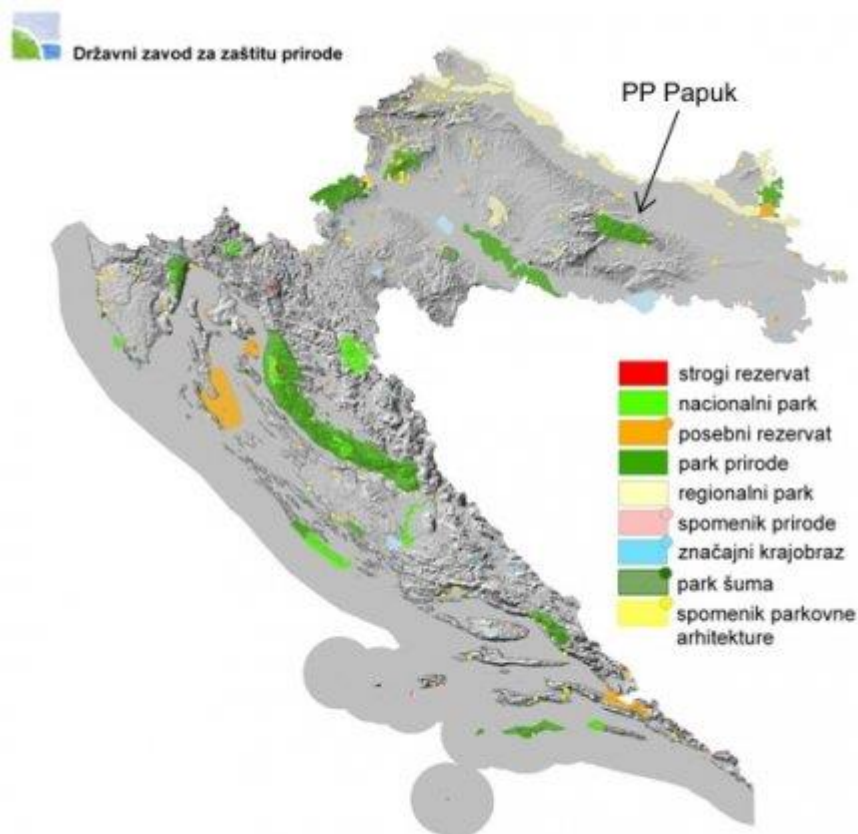 Državni zavod za zaštitu prirode
PP Papuk
strogi rezervat
nacionalni park
posebni rezervat
park prirode
regionalni park
spomenik prirode
značajni krajobraz
park šuma
spomenik parkovne
arhitekture